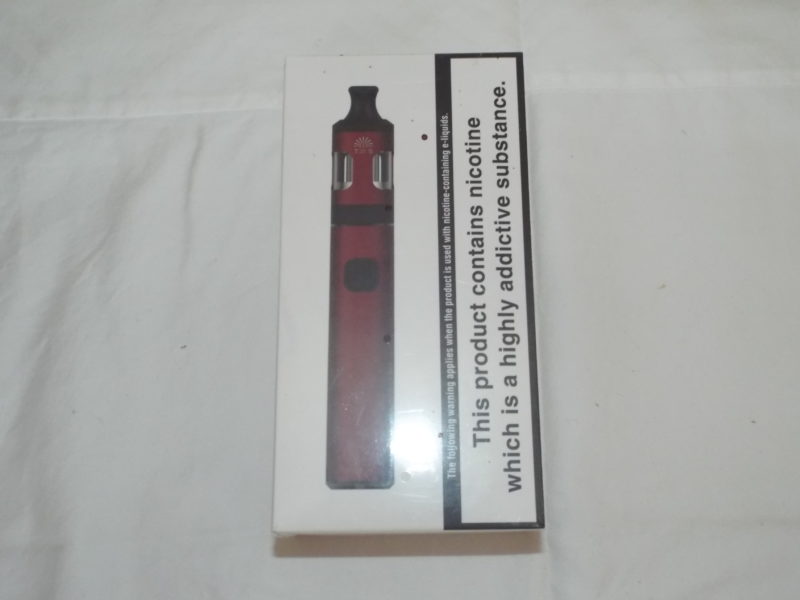 The following warning applies when the product is used with nicotine-containing e-liquids.
This product contains nicotine
which is a highly addictive substance.